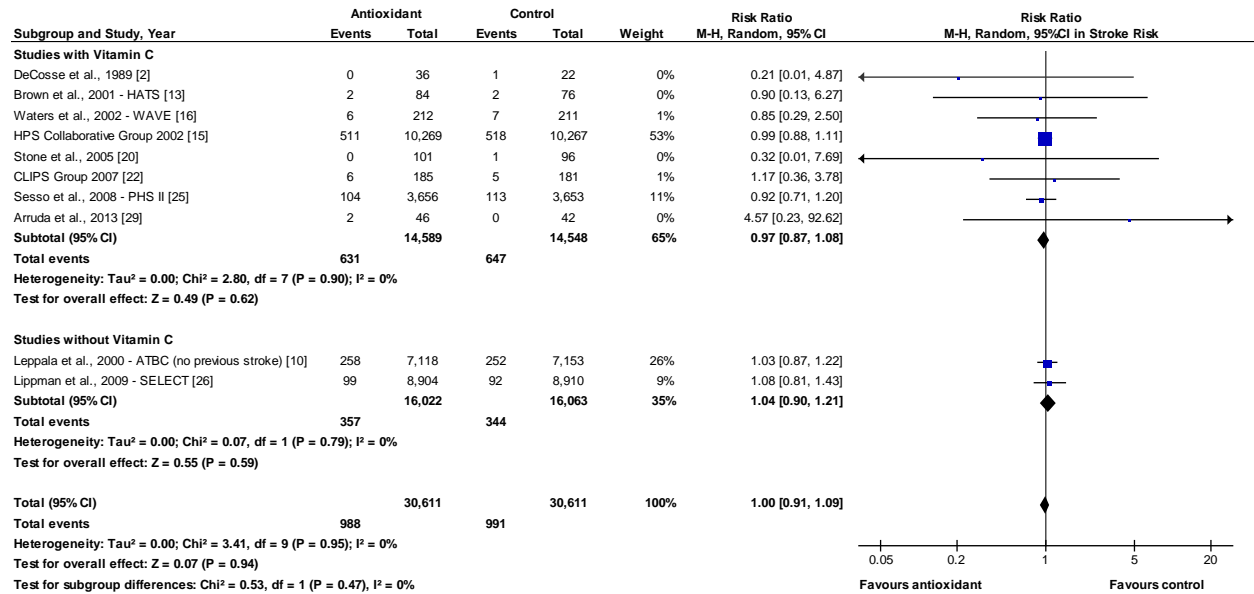 Antioxidant Control Risk Ratio Risk Ratio
Subgroup and Study, Year Events Total Events Total Weight M-H, Random, 95% CI M-H, Random, 95%CI in Stroke Risk
Studies with Vitamin C
DeCosse et al., 1989 [2] 0 36 1 22 0% 0.21 [0.01, 4.87]
Brown et al., 2001 - HATS [13] 2 84 2 76 0% 0.90 [0.13, 6.27]
Waters et al., 2002 - WAVE [16] 6 212 7 211 1% 0.85 [0.29, 2.50]
HPS Collaborative Group 2002 [15] 511 10,269 518 10,267 53% 0.99 [0.88, 1.11]
Stone et al., 2005 [20] 0 101 1 96 0% 0.32 [0.01, 7.69]
CLIPS Group 2007 [22] 6 185 5 181 1% 1.17 [0.36, 3.78]
Sesso et al., 2008 - PHS II [25] 104 3,656 113 3,653 11% 0.92 [0.71, 1.20]
Arruda et al., 2013 [29] 2 46 0 42 0% 4.57 [0.23, 92.62]
Subtotal (95% CI) 14,589 14,548 65% 0.97 [0.87, 1.08]
Total events 631 647
Heterogeneity: Tau² = 0.00; Chi² = 2.80, df = 7 (P = 0.90); I² = 0%
Test for overall effect: Z = 0.49 (P = 0.62)
Studies without Vitamin C
Leppala et al., 2000 - ATBC (no previous stroke) [10] 258 7,118 252 7,153 26% 1.03 [0.87, 1.22]
Lippman et al., 2009 - SELECT [26] 99 8,904 92 8,910 9% 1.08 [0.81, 1.43]
Subtotal (95% CI) 16,022 16,063 35% 1.04 [0.90, 1.21]
Total events 357 344
Heterogeneity: Tau² = 0.00; Chi² = 0.07, df = 1 (P = 0.79); I² = 0%
Test for overall effect: Z = 0.55 (P = 0.59)
Total (95% CI) 30,611 30,611 100% 1.00 [0.91, 1.09]
Total events 988 991
Heterogeneity: Tau² = 0.00; Chi² = 3.41, df = 9 (P = 0.95); I² = 0%
Test for overall effect: Z = 0.07 (P = 0.94) 0.05 0.2 1 5 20
Test for subgroup differences: Chi² = 0.53, df = 1 (P = 0.47), I² = 0% Favours antioxidant Favours control